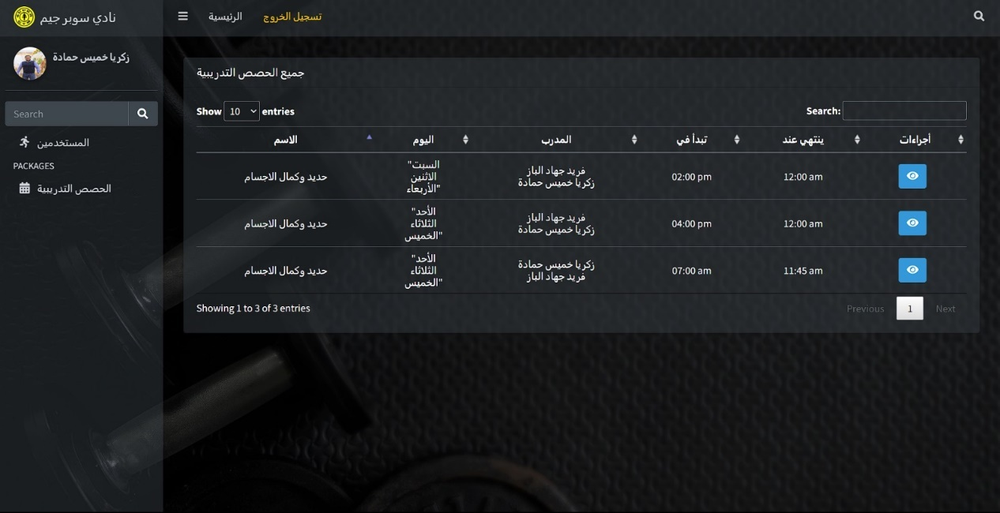 نادي سوبر جيم
الرئيسية
تسجيل الخروج
زكريا خميس حمادة
Search
المستخدمين
PACKAGES
الحصص التدريبية
جميع الحصص التدريبية
Show 10 entries
Search:
الاسم
اليوم
المدرب
تبدأ في
ينتهي عند
أجراءات
حديد وكمال الاجسام
"السبت
الاثنين
الأربعاء"
فريد جهاد الباز
زكريا خميس حمادة
02:00 pm
12:00 am
حديد وكمال الاجسام
"الأحد
الثلاثاء
الخميس"
فريد جهاد الباز
زكريا خميس حمادة
04:00 pm
12:00 am
حديد وكمال الاجسام
"الأحد
الثلاثاء
الخميس"
زكريا خميس حمادة
فريد جهاد الباز
07:00 am
11:45 am
Showing 1 to 3 of 3 entries
Previous 1 Next